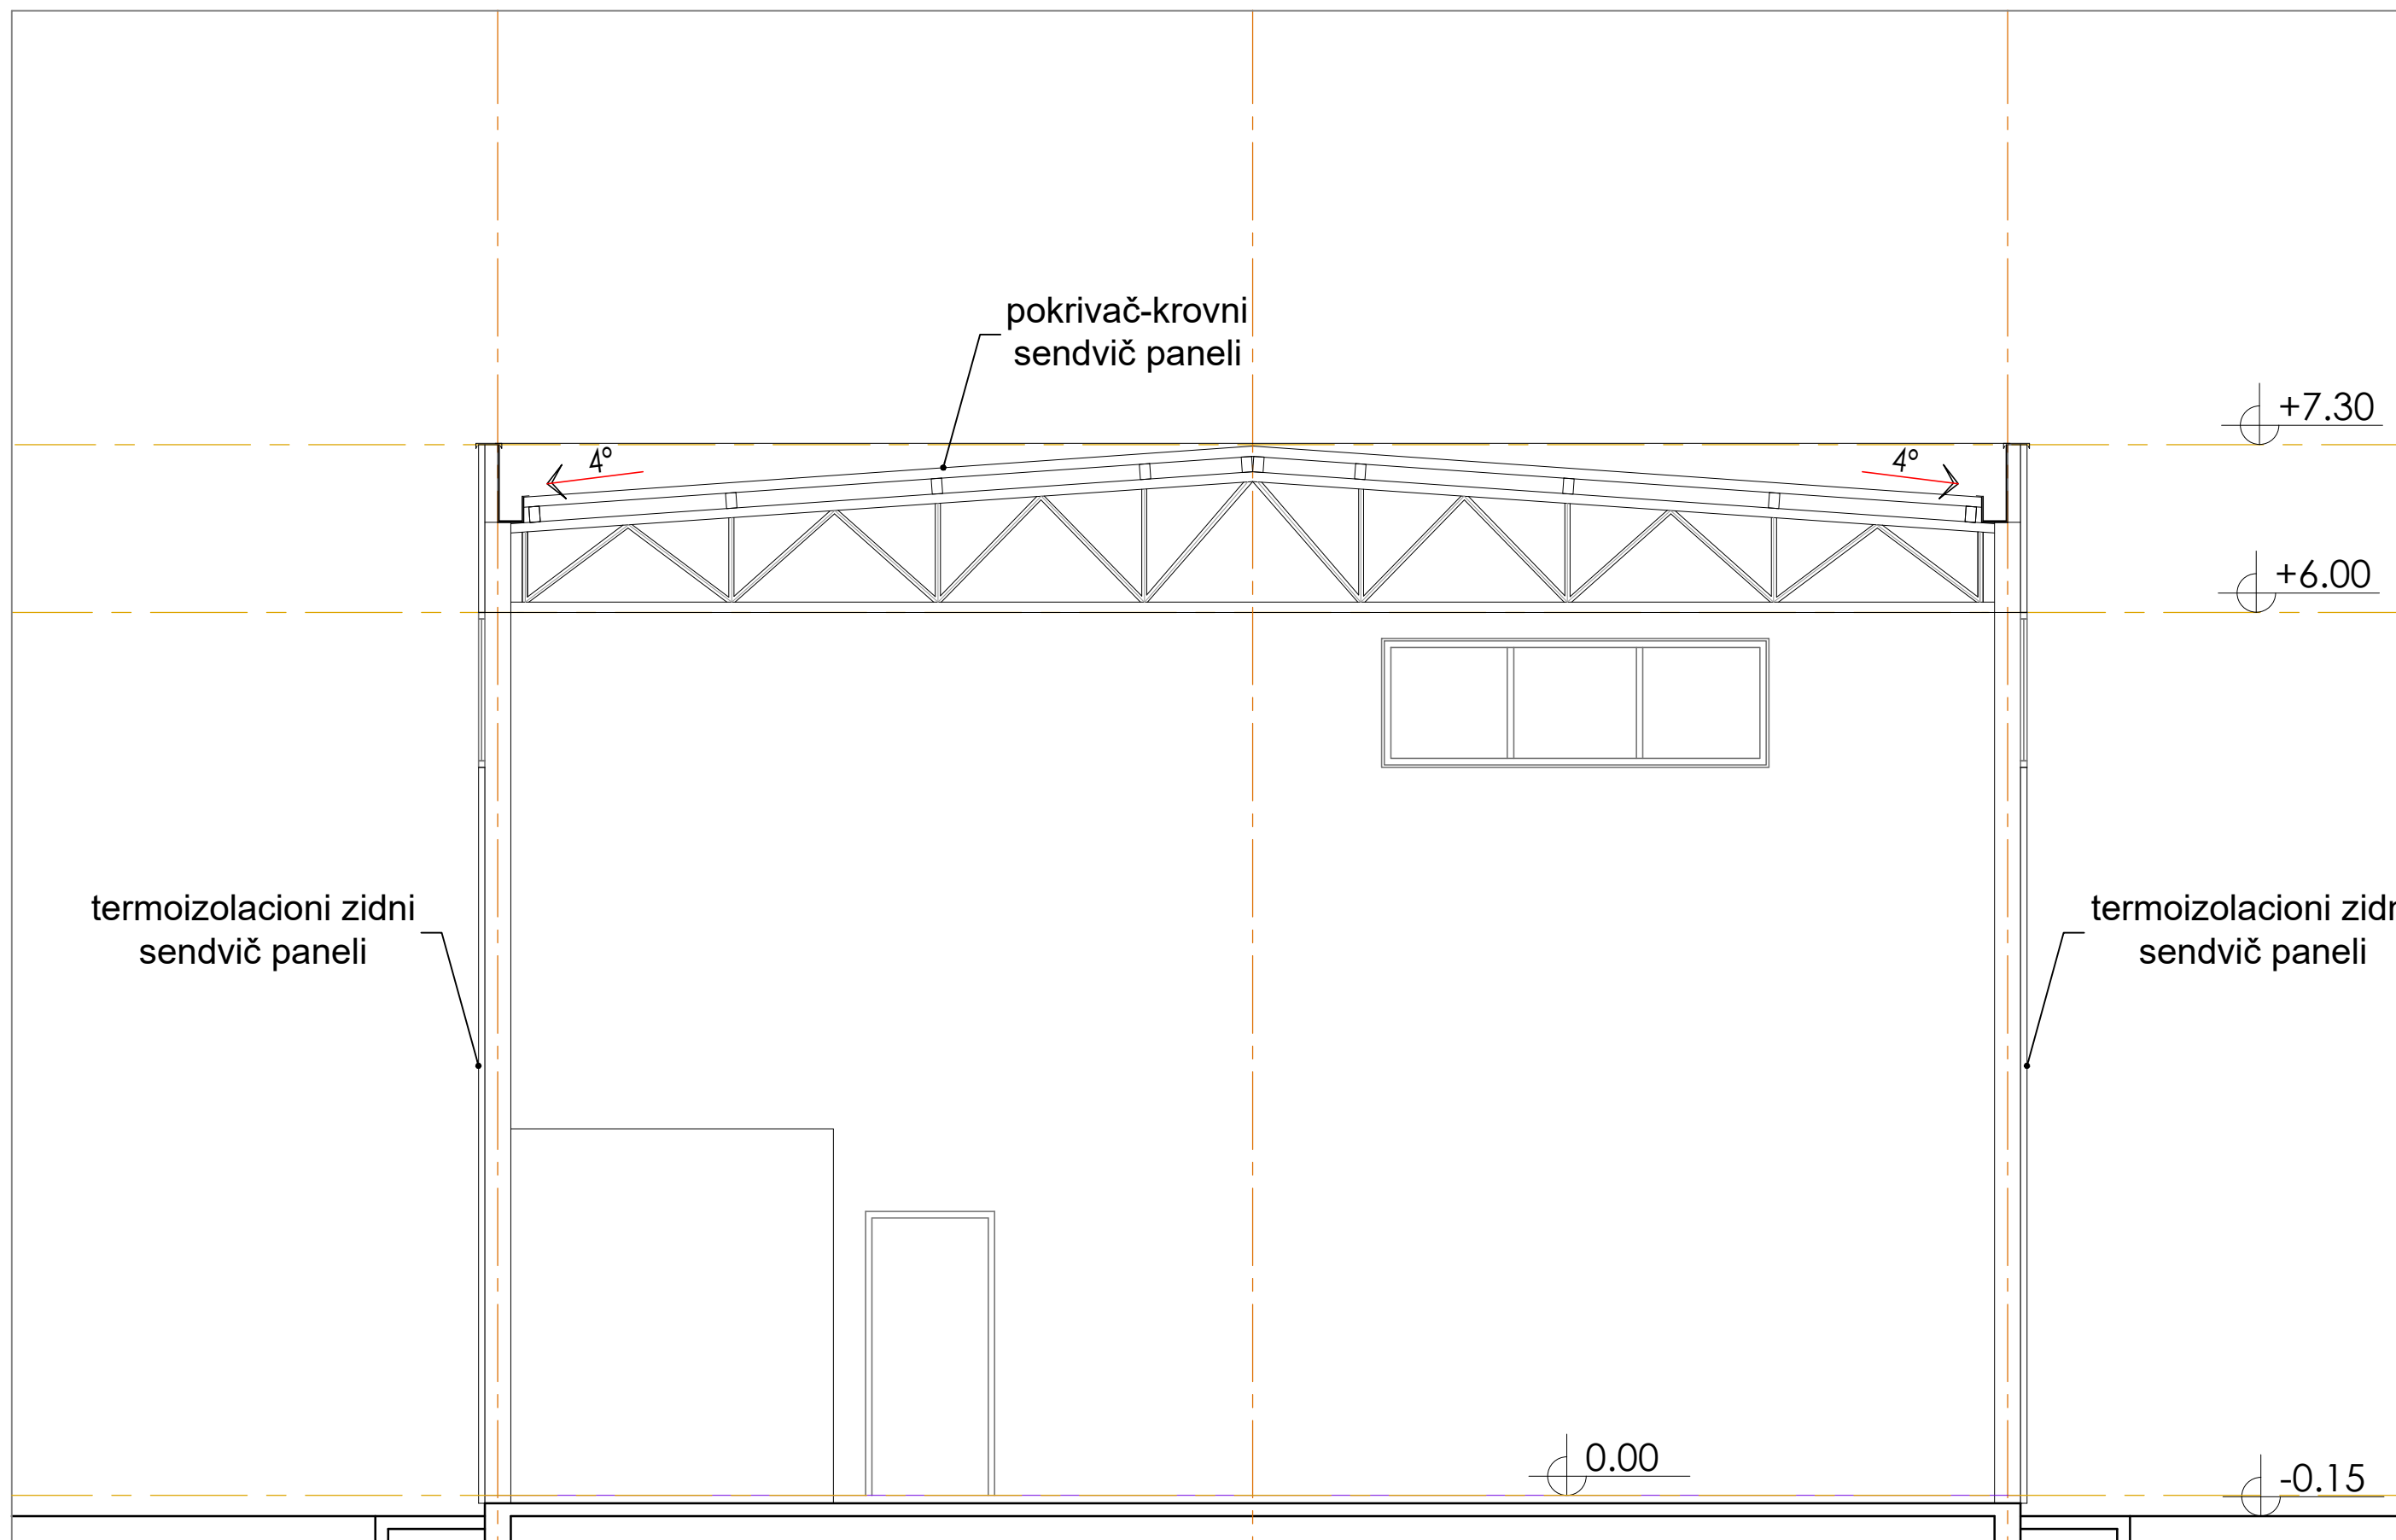 pokrivač-krovni
sendvič paneli
+7.30
4°
4°
+6.00
termoizolacioni zidni
sendvič paneli
termoizolacioni
sendvič paneli
0.00
-0.15